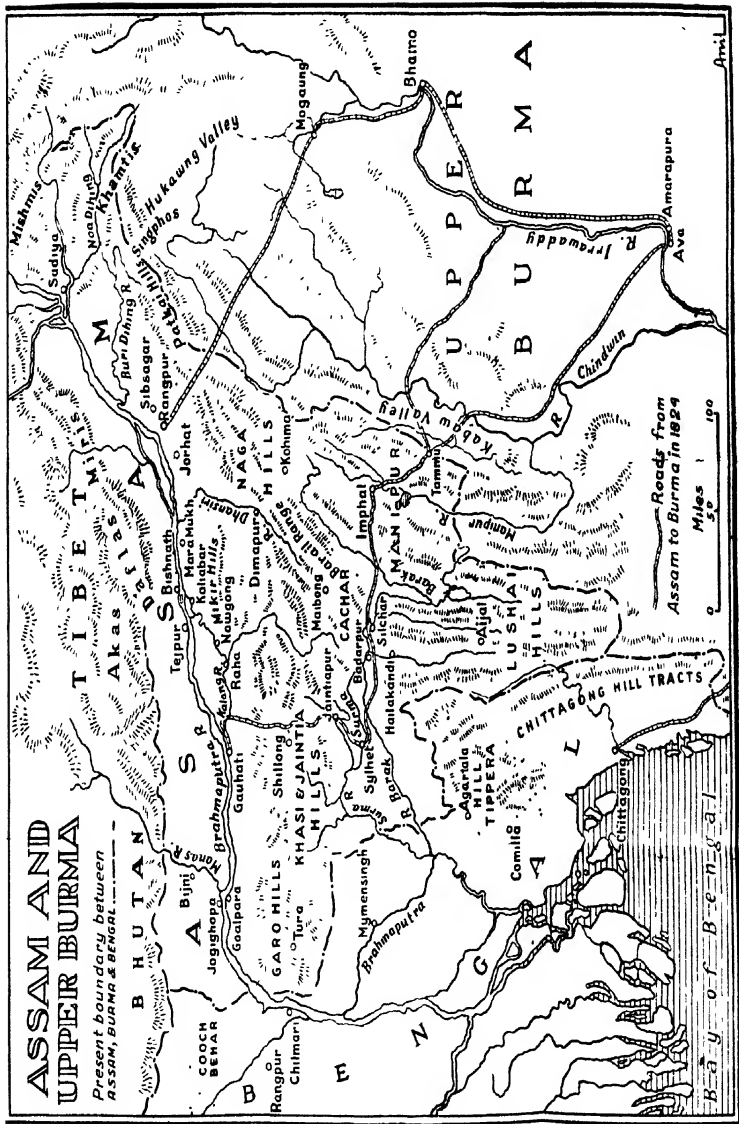 ASSAM AND
UPPER BURMA
Present boundary between
ASSAM, BURMA & BENGAL
BHUTAN
TIBET
Akas
Daflas
Miris
Mishmis
Sadiya
Noa Dihing
Khamtis
Hukawng Valley
Singphos
Patkai Hills
Buri Dihing R
Sibsagar
Rangpur
Jorhat
ASSAM
Manas R.
Bijni
Jogighopa
Goalpara
Brahmaputra R
Gauhati
Tejpur
Bishnath
Mara Mukh
Kaliabar
Mikir Hills
Nowgong
Kalang R
Raha
Dhansiri R
Dimapur
NAGA
HILLS
Kohima
Mogaung
Bhamo
UPPER
BURMA
COOCH
BEHAR
Rangpur
Chilmari
GARO HILLS
Tura
Shillong
KHASI & JAINTIA
HILLS
Jaintiapur
Maibong
Barail Range
CACHAR
Imphal
MANIPUR
Tammu
Kabaw Valley
Mymensingh
Brahmaputra
Surma R
Surma
Sylhet
Badarpur
Silchar
Barak
Barak R
Hailakandi
Manipur R
R. Irrawaddy
Amarapura
Ava
Chindwin R
Agartala
HILL
TIPPERA
Aijal
LUSHAI
HILLS
Comilla
CHITTAGONG HILL TRACTS
Chittagong
BENGAL
Bay of Bengal
Roads from
Assam to Burma in 1824
Miles
0 50 100